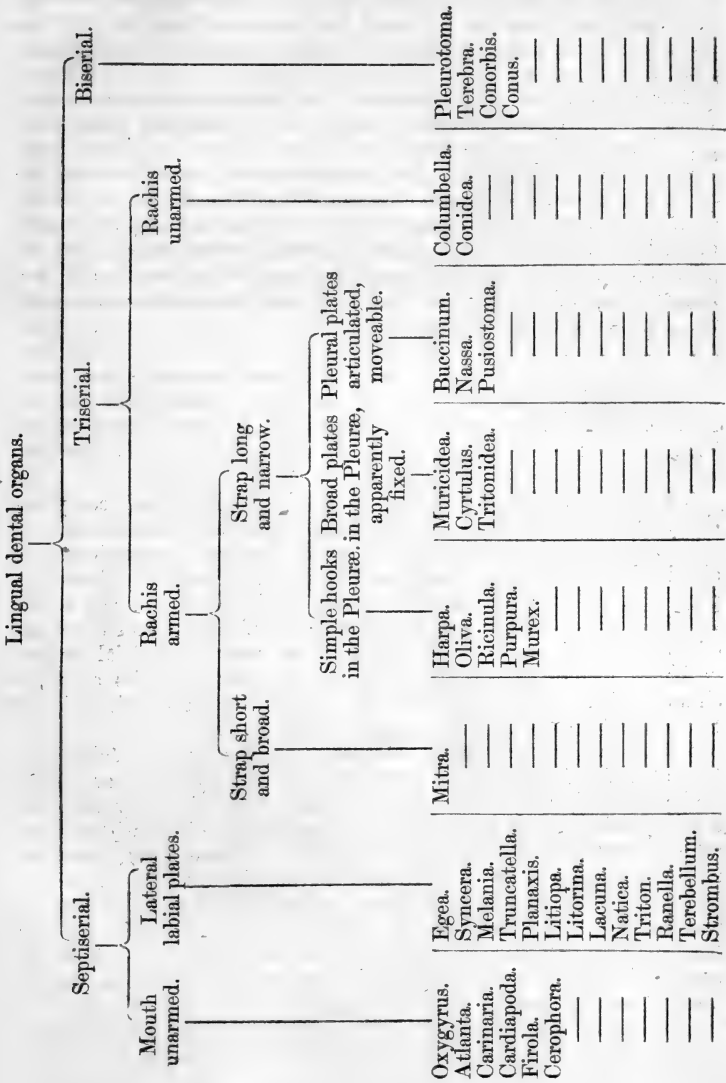 Lingual dental organs.
Septiserial.
Triserial.
Biserial.
Mouth
unarmed.
Lateral
labial plates.
Rachis
armed.
Rachis
unarmed.
Strap short
and broad.
Strap long
and narrow.
Simple hooks
in the Pleuræ.
Broad plates
in the Pleuræ,
apparently
fixed.
Pleural plates
articulated,
moveable.
Oxygyrus.
Atlanta.
Carinaria.
Cardiapoda.
Firola.
Cerophora.
Egea.
Syncera.
Melania.
Truncatella.
Planaxis.
Litiopa.
Litorina.
Lacuna.
Natica.
Triton.
Ranella.
Terebellum.
Strombus.
Mitra.
Harpa.
Oliva.
Ricinula.
Purpura.
Murex.
Muricidea.
Cyrtulus.
Tritonidea.
Buccinum.
Nassa.
Pusiostoma.
Columbella.
Conidea.
Pleurotoma.
Terebra.
Conorbis.
Conus.